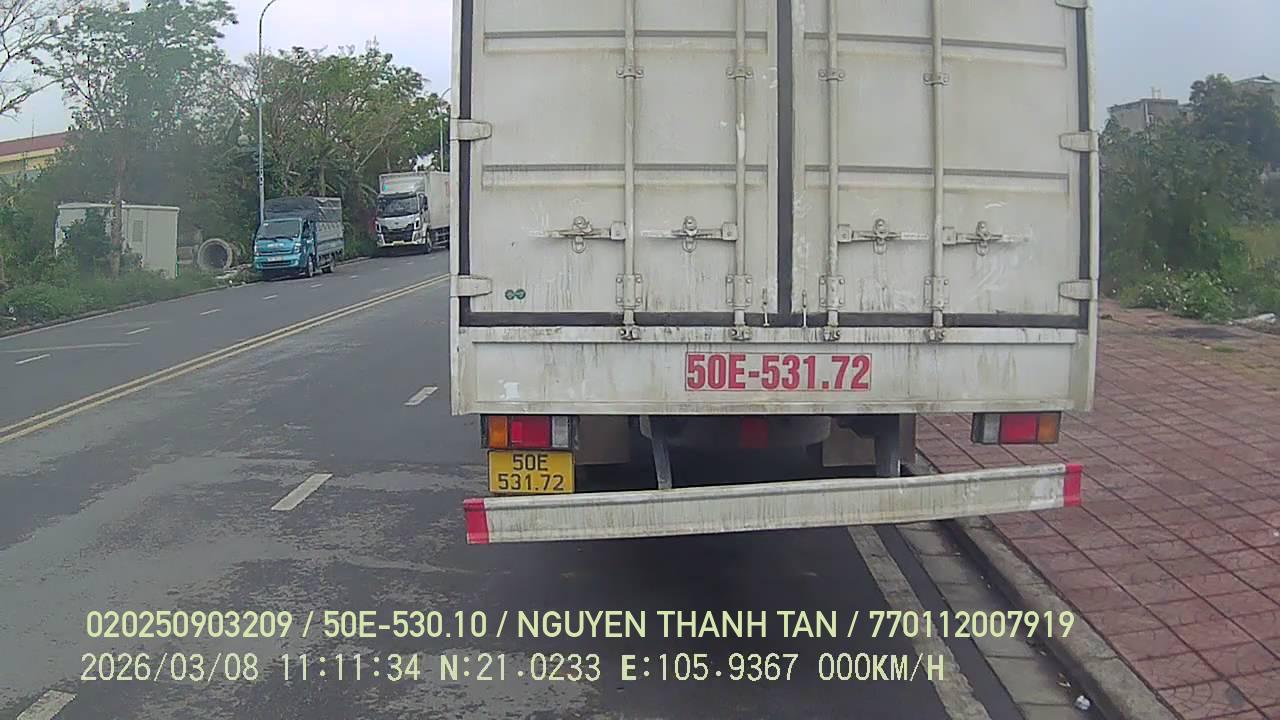 50E-531.72
50E
531.72
020250903209 / 50E-530.10 / NGUYEN THANH TAN / 770112007919
2026/03/08 11:11:34 N:21.0233 E:105.9367 000KM/H